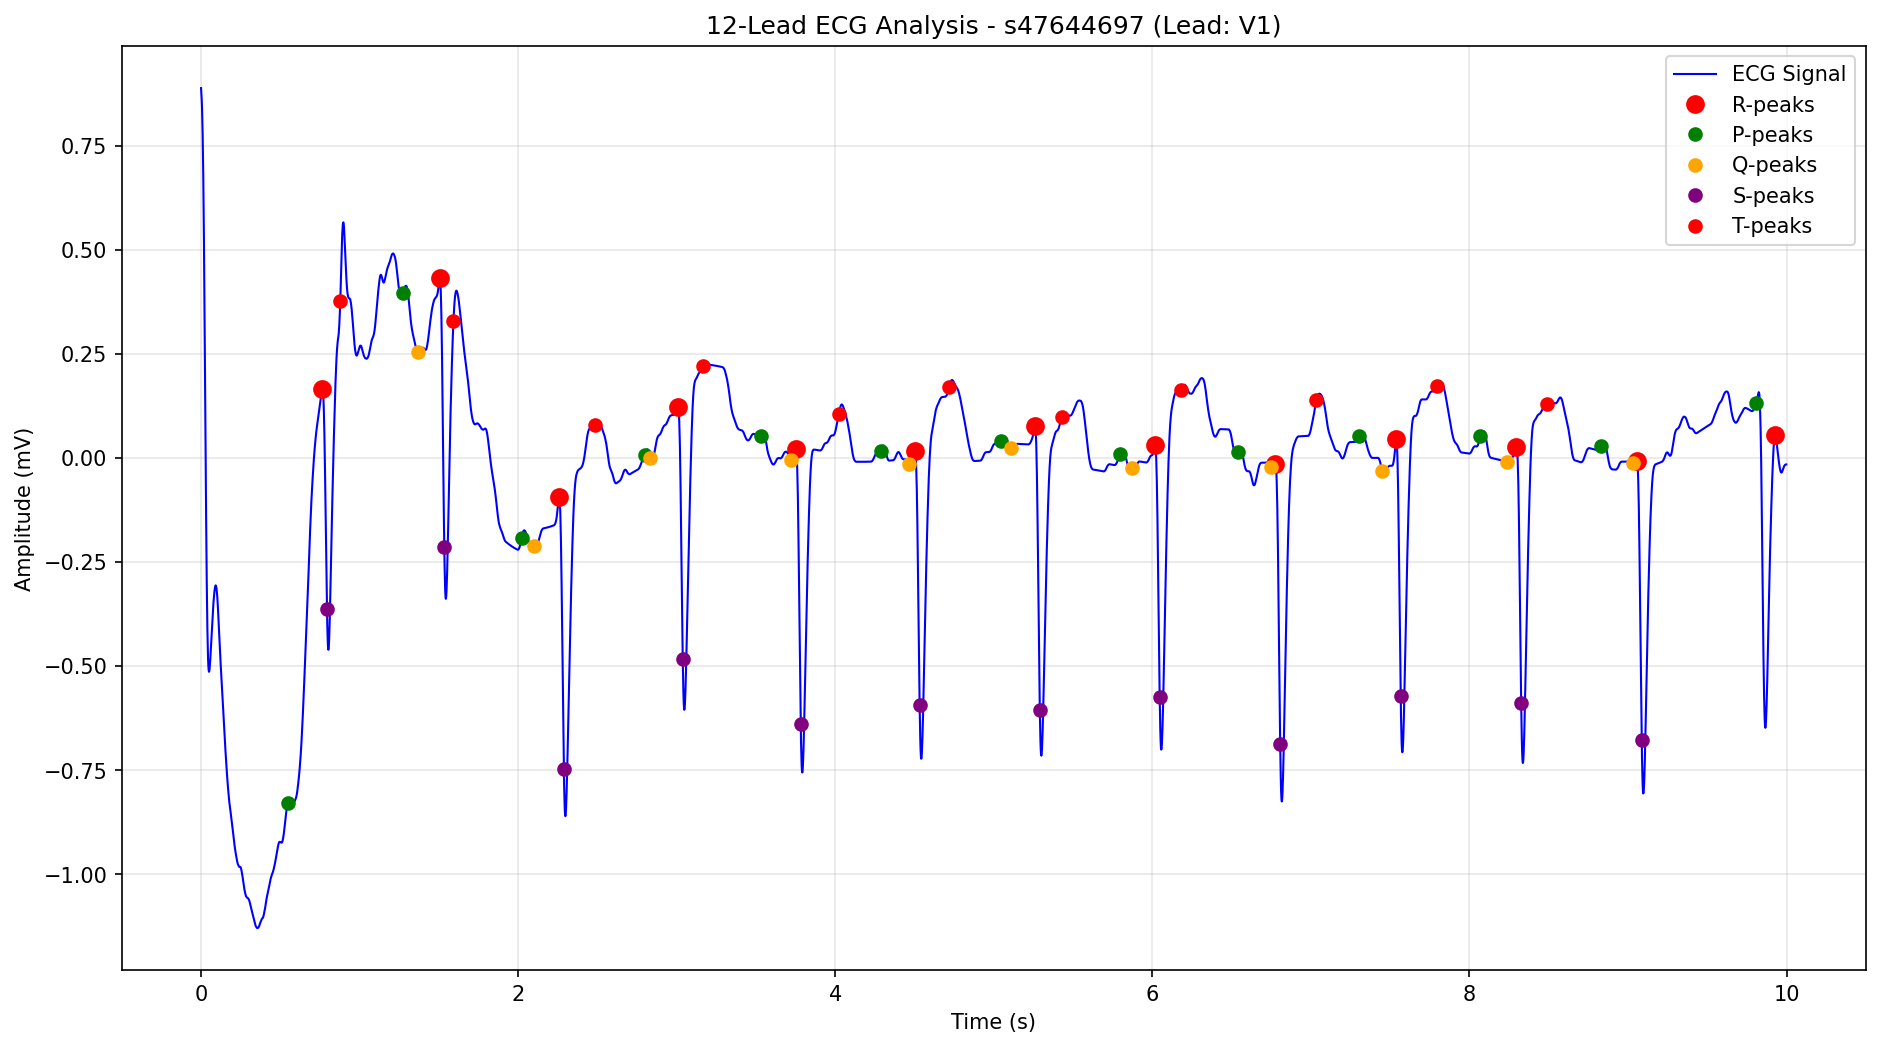 12-Lead ECG Analysis - s47644697 (Lead: V1)
ECG Signal
R-peaks
P-peaks
Q-peaks
S-peaks
T-peaks
Amplitude (mV)
0.75
0.50
0.25
0.00
−0.25
−0.50
−0.75
−1.00
0 2 4 6 8 10
Time (s)